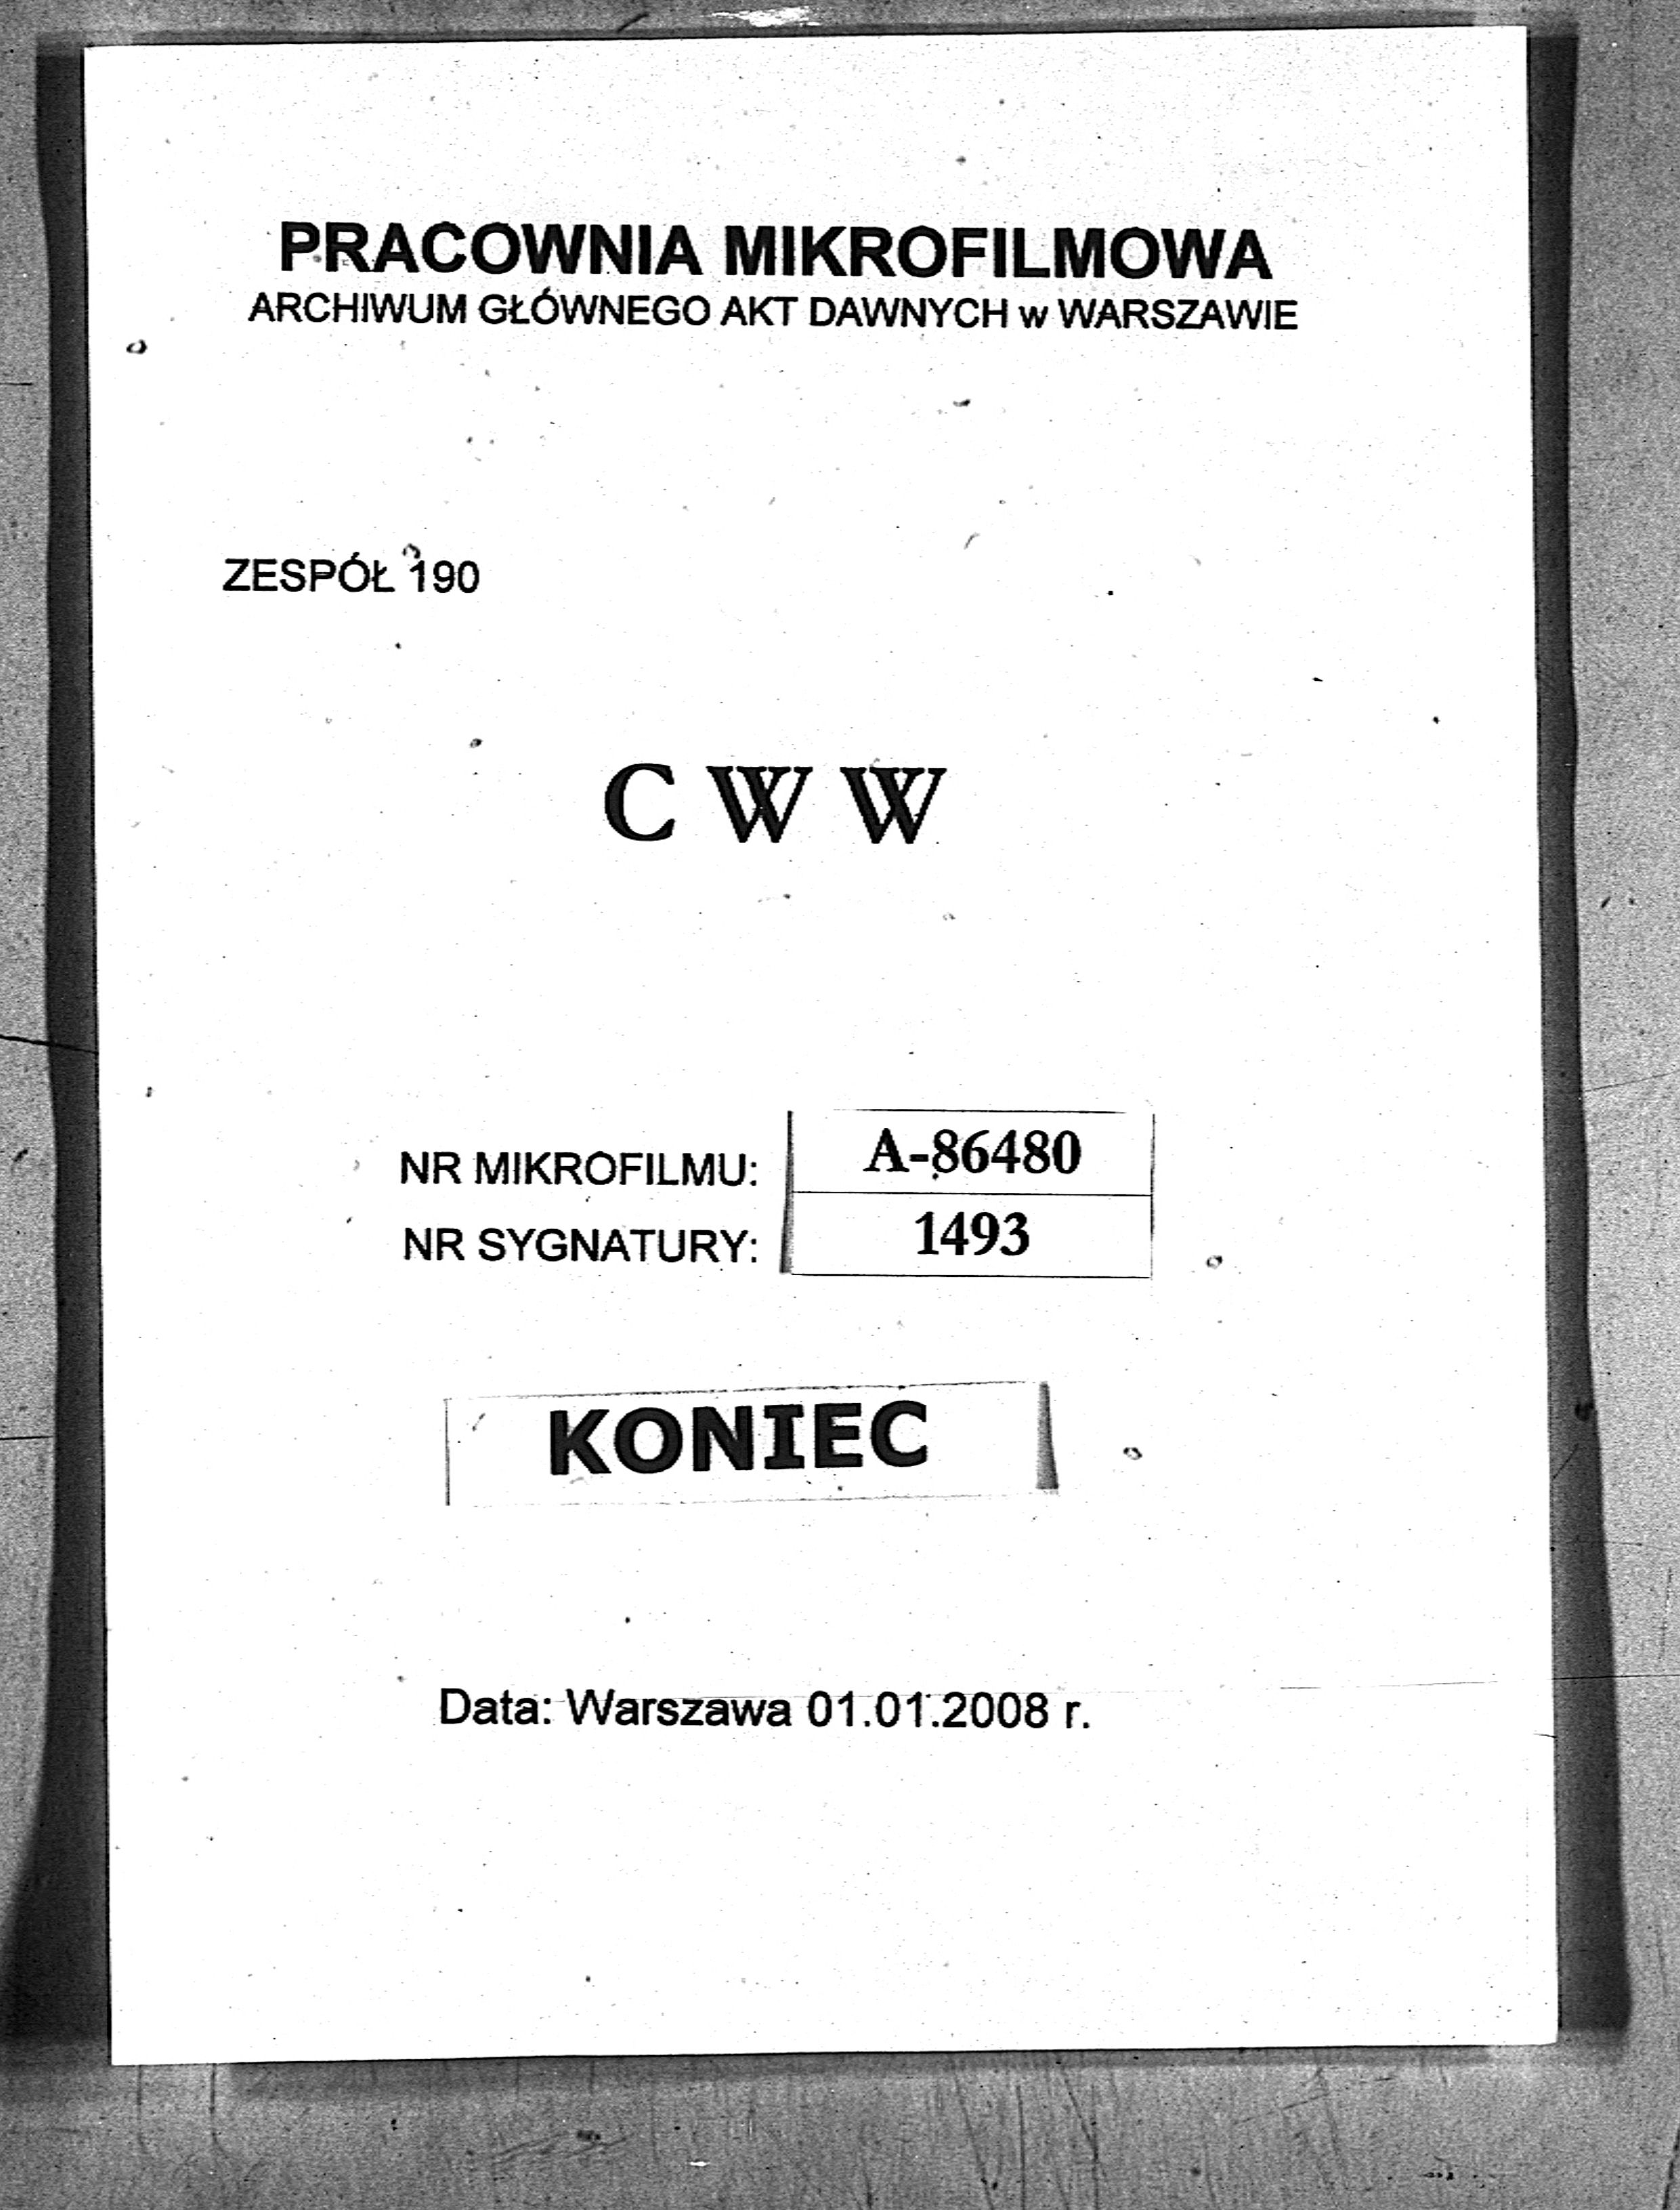 PRACOWNIA MIKROFILMOWA
ARCHIWUM GŁÓWNEGO AKT DAWNYCH w WARSZAWIE
ZESPÓŁ 190
C W W
NR MIKROFILMU: A-86480
NR SYGNATURY: 1493
KONIEC
Data: Warszawa 01.01.2008 r.